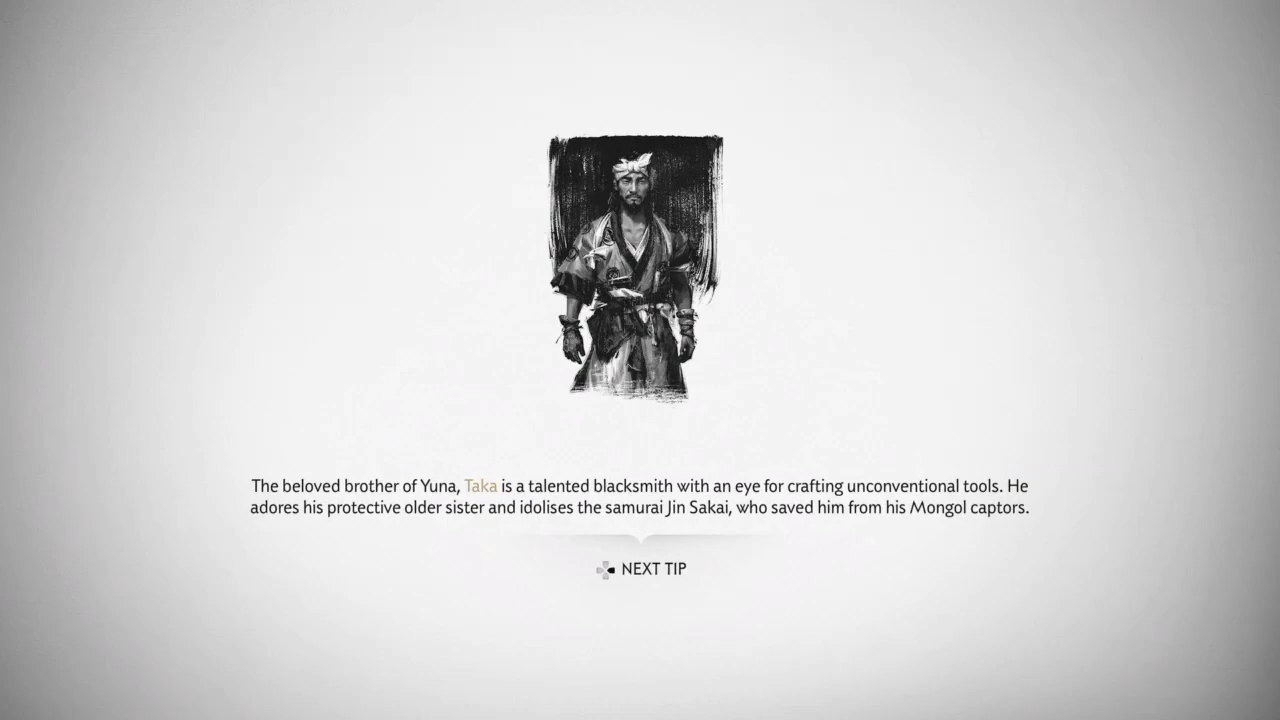 The beloved brother of Yuna, Taka is a talented blacksmith with an eye for crafting unconventional tools. He
adores his protective older sister and idolises the samurai Jin Sakai, who saved him from his Mongol captors.
NEXT TIP